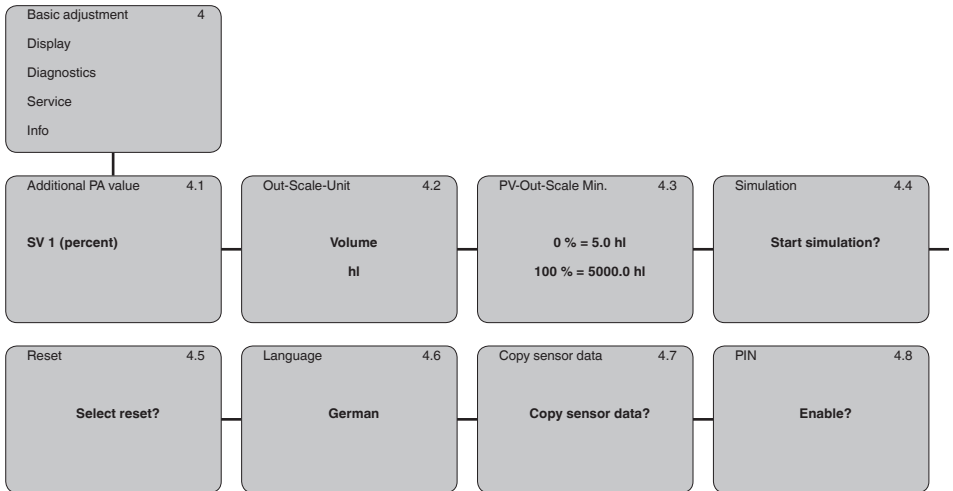 Basic adjustment 4
Display
Diagnostics
Service
Info
Additional PA value 4.1
SV 1 (percent)
Out-Scale-Unit 4.2
Volume
hl
PV-Out-Scale Min. 4.3
0 % = 5.0 hl
100 % = 5000.0 hl
Simulation 4.4
Start simulation?
Reset 4.5
Select reset?
Language 4.6
German
Copy sensor data 4.7
Copy sensor data?
PIN 4.8
Enable?